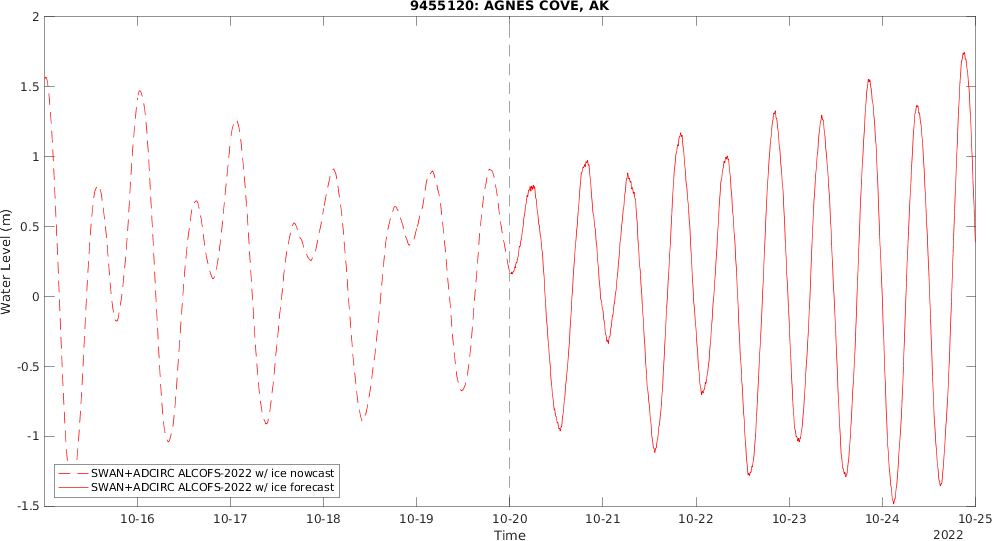 9455120: AGNES COVE, AK
Water Level (m)
2
1.5
1
0.5
0
-0.5
-1
-1.5
SWAN+ADCIRC ALCOFS-2022 w/ ice nowcast
SWAN+ADCIRC ALCOFS-2022 w/ ice forecast
10-16 10-17 10-18 10-19 10-20 10-21 10-22 10-23 10-24 10-25
Time
2022